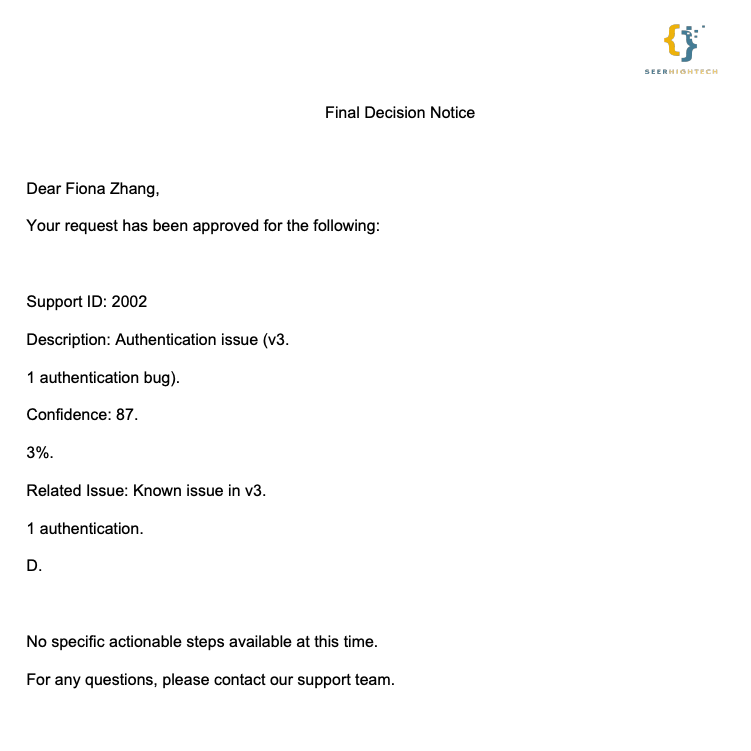 SEERHIGHTECH
Final Decision Notice
Dear Fiona Zhang,
Your request has been approved for the following:
Support ID: 2002
Description: Authentication issue (v3.
1 authentication bug).
Confidence: 87.
3%.
Related Issue: Known issue in v3.
1 authentication.
D.
No specific actionable steps available at this time.
For any questions, please contact our support team.